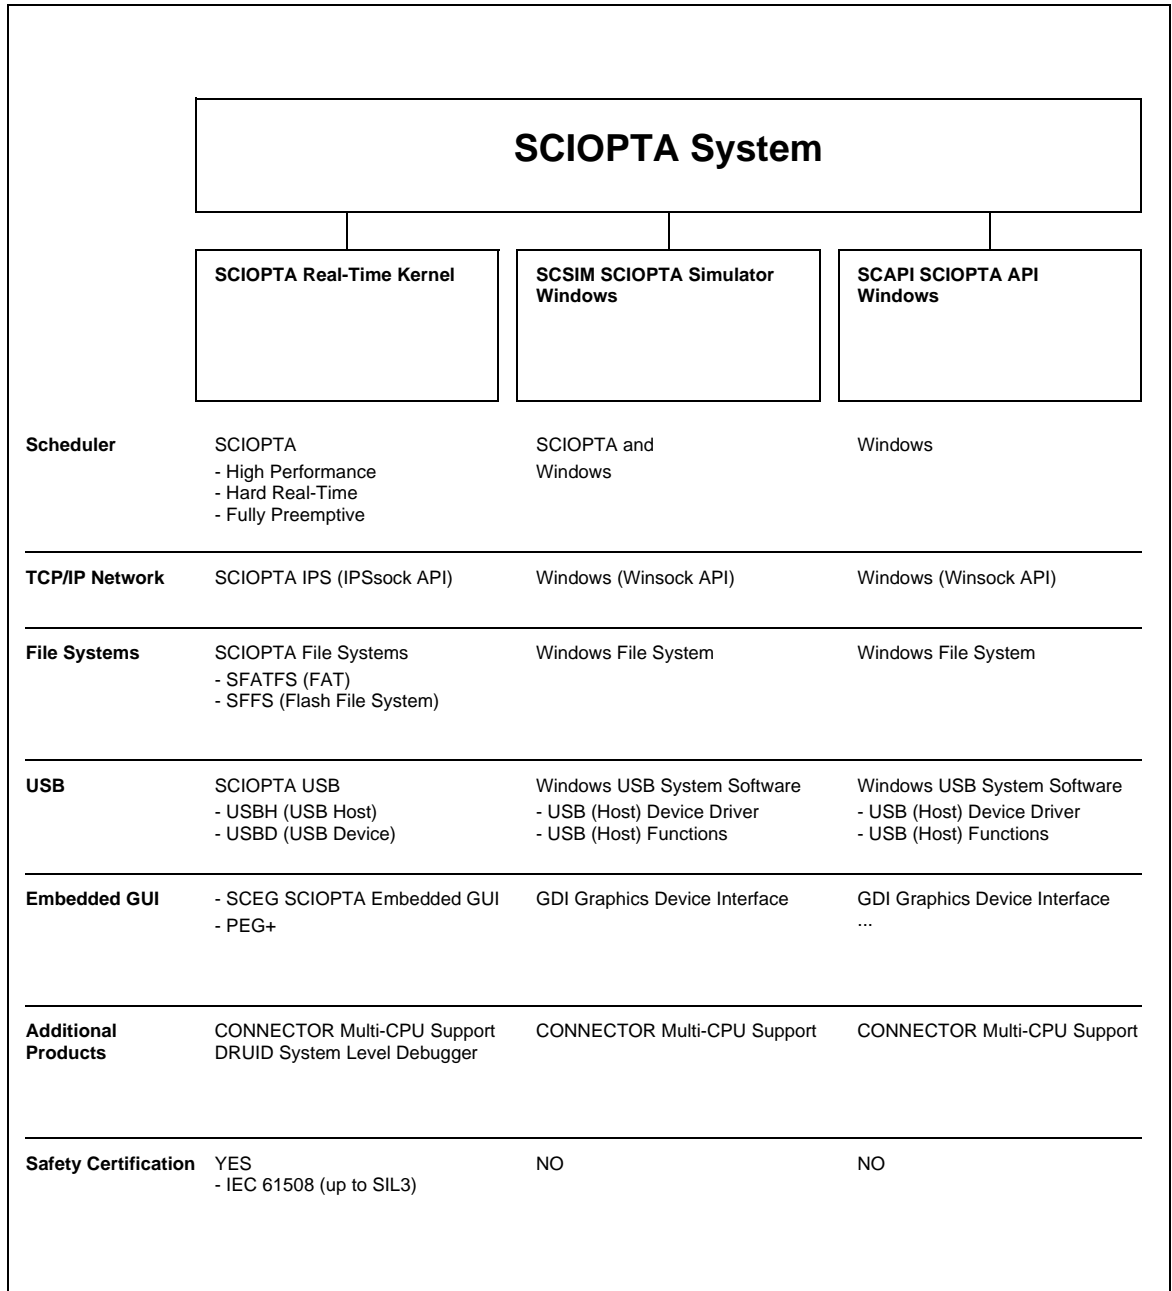 SCIOPTA System
SCIOPTA Real-Time Kernel
SCSIM SCIOPTA Simulator
Windows
SCAPI SCIOPTA API
Windows
Scheduler
SCIOPTA
- High Performance
- Hard Real-Time
- Fully Preemptive
SCIOPTA and
Windows
Windows
TCP/IP Network
SCIOPTA IPS (IPSsock API)
Windows (Winsock API)
Windows (Winsock API)
File Systems
SCIOPTA File Systems
- SFATFS (FAT)
- SFFS (Flash File System)
Windows File System
Windows File System
USB
SCIOPTA USB
- USBH (USB Host)
- USBD (USB Device)
Windows USB System Software
- USB (Host) Device Driver
- USB (Host) Functions
Windows USB System Software
- USB (Host) Device Driver
- USB (Host) Functions
Embedded GUI
- SCEG SCIOPTA Embedded GUI
- PEG+
GDI Graphics Device Interface
GDI Graphics Device Interface
...
Additional
Products
CONNECTOR Multi-CPU Support
DRUID System Level Debugger
CONNECTOR Multi-CPU Support
CONNECTOR Multi-CPU Support
Safety Certification
YES
- IEC 61508 (up to SIL3)
NO
NO